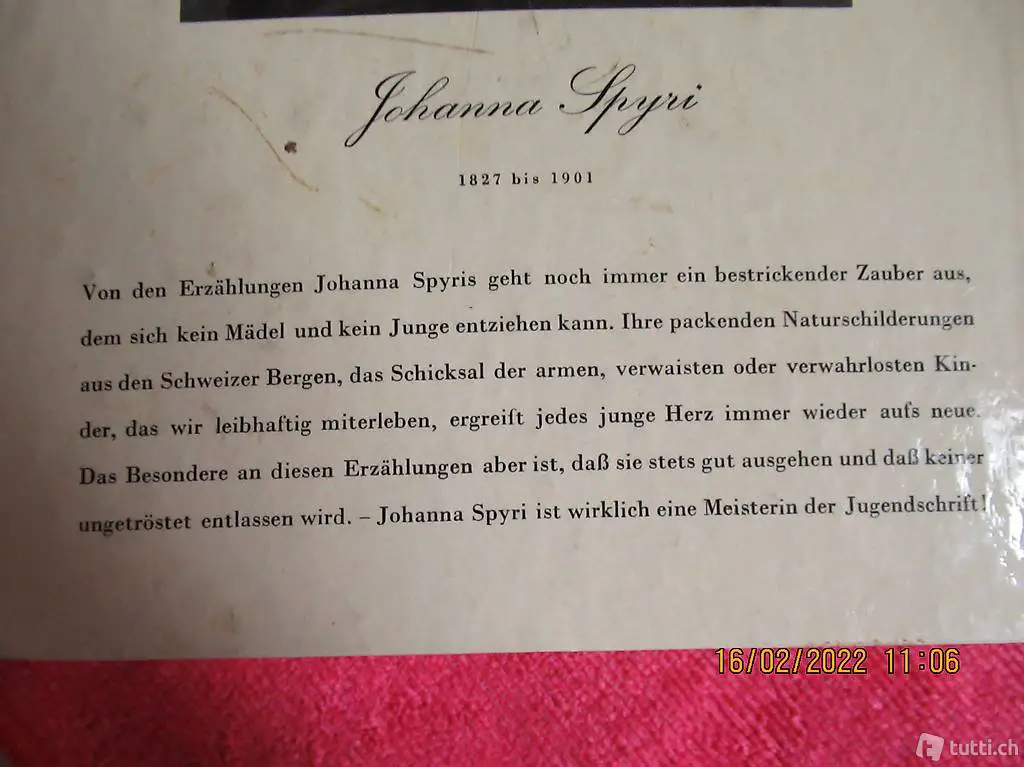 Johanna Spyri
1827 bis 1901
Von den Erzählungen Johanna Spyris geht noch immer ein bestrickender Zauber aus,
dem sich kein Mädel und kein Junge entziehen kann. Ihre packenden Naturschilderungen
aus den Schweizer Bergen, das Schicksal der armen, verwaisten oder verwahrlosten Kin-
der, das wir leibhaftig miterleben, ergreift jedes junge Herz immer wieder aufs neue.
Das Besondere an diesen Erzählungen aber ist, daß sie stets gut ausgehen und daß keiner
ungetröstet entlassen wird. – Johanna Spyri ist wirklich eine Meisterin der Jugendschrift!
16/02/2022 11:06
tutti.ch